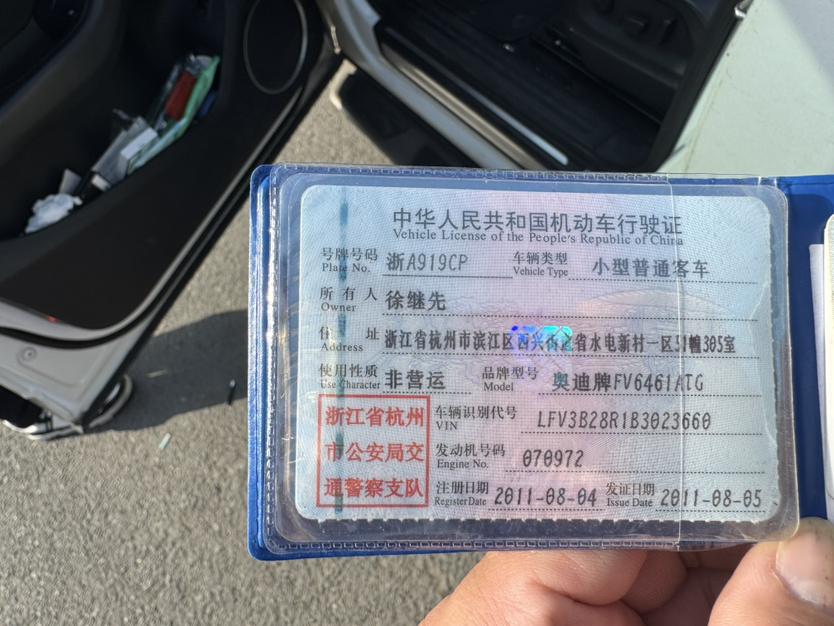 中华人民共和国机动车行驶证
Vehicle License of the People's Republic of China
号牌号码 浙A919CP 车辆类型 小型普通客车
Plate No. Vehicle Type
所有人 徐继先
Owner
住址 浙江省杭州市滨江区西兴街道省水电新村一区51幢305室
Address
使用性质 非营运 品牌型号 奥迪牌FV6461ATG
Use Character Model
浙江省杭州
市公安局交
通警察支队
车辆识别代号 LFV3B28R1B3023660
VIN
发动机号码 070972
Engine No.
注册日期 2011-08-04 发证日期 2011-08-05
Register Date Issue Date